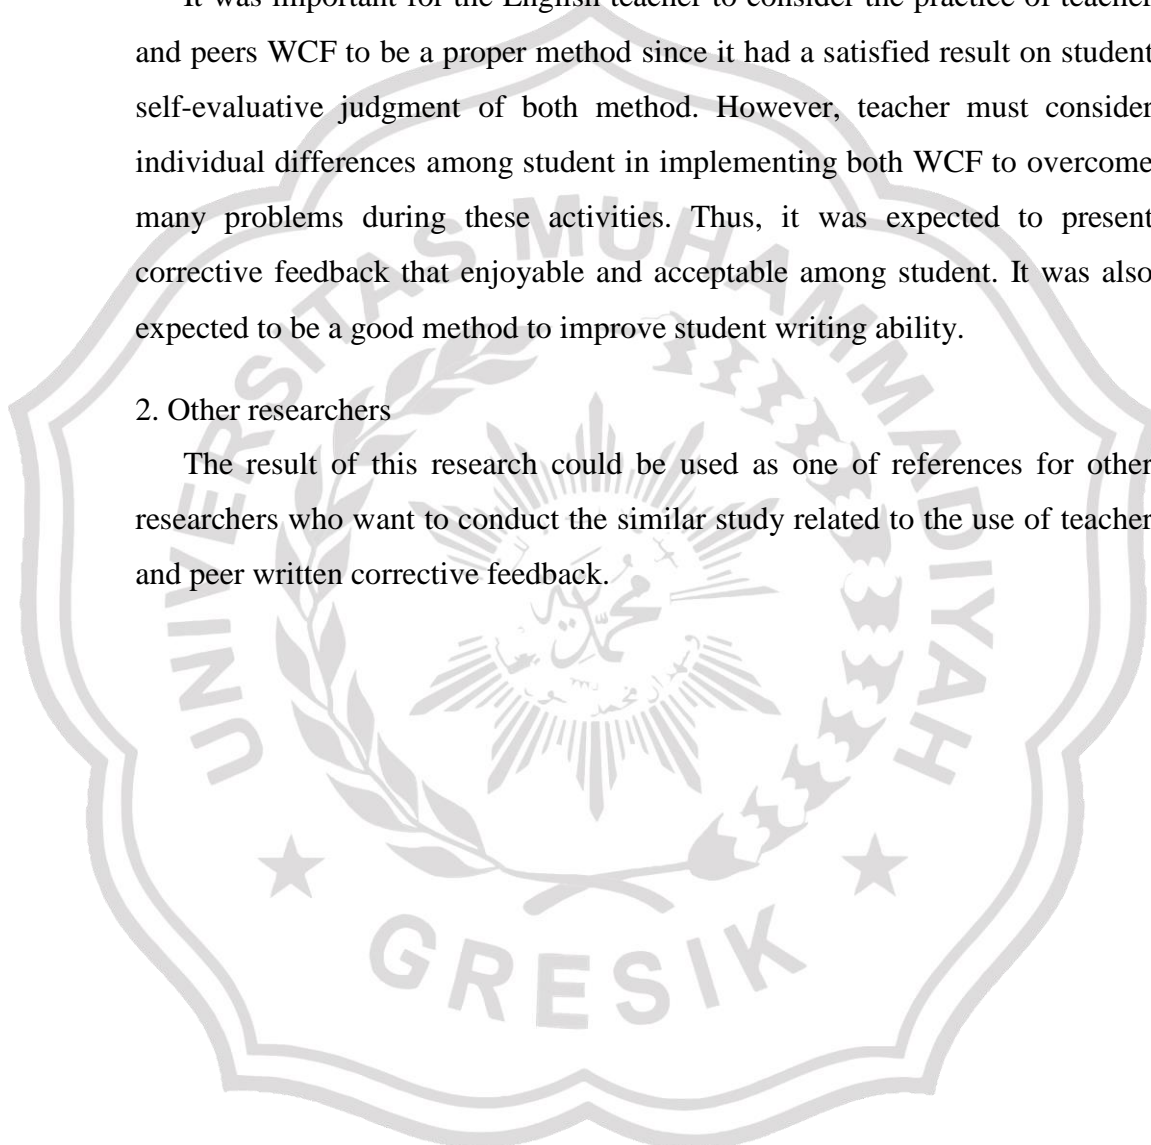 It was important for the English teacher to consider the practice of teacher
and peers WCF to be a proper method since it had a satisfied result on student
self-evaluative judgment of both method. However, teacher must consider
individual differences among student in implementing both WCF to overcome
many problems during these activities. Thus, it was expected to present
corrective feedback that enjoyable and acceptable among student. It was also
expected to be a good method to improve student writing ability.
2. Other researchers
The result of this research could be used as one of references for other
researchers who want to conduct the similar study related to the use of teacher
and peer written corrective feedback.
UNIVERSITAS MUHAMMADIYAH
GRESIK